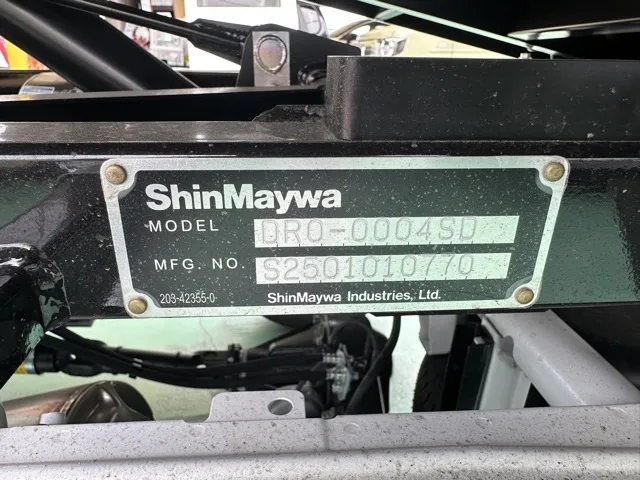 ShinMaywa
MODEL DR0-0004SD
MFG. NO. S2501010770
203-42355-0 ShinMaywa Industries, Ltd.